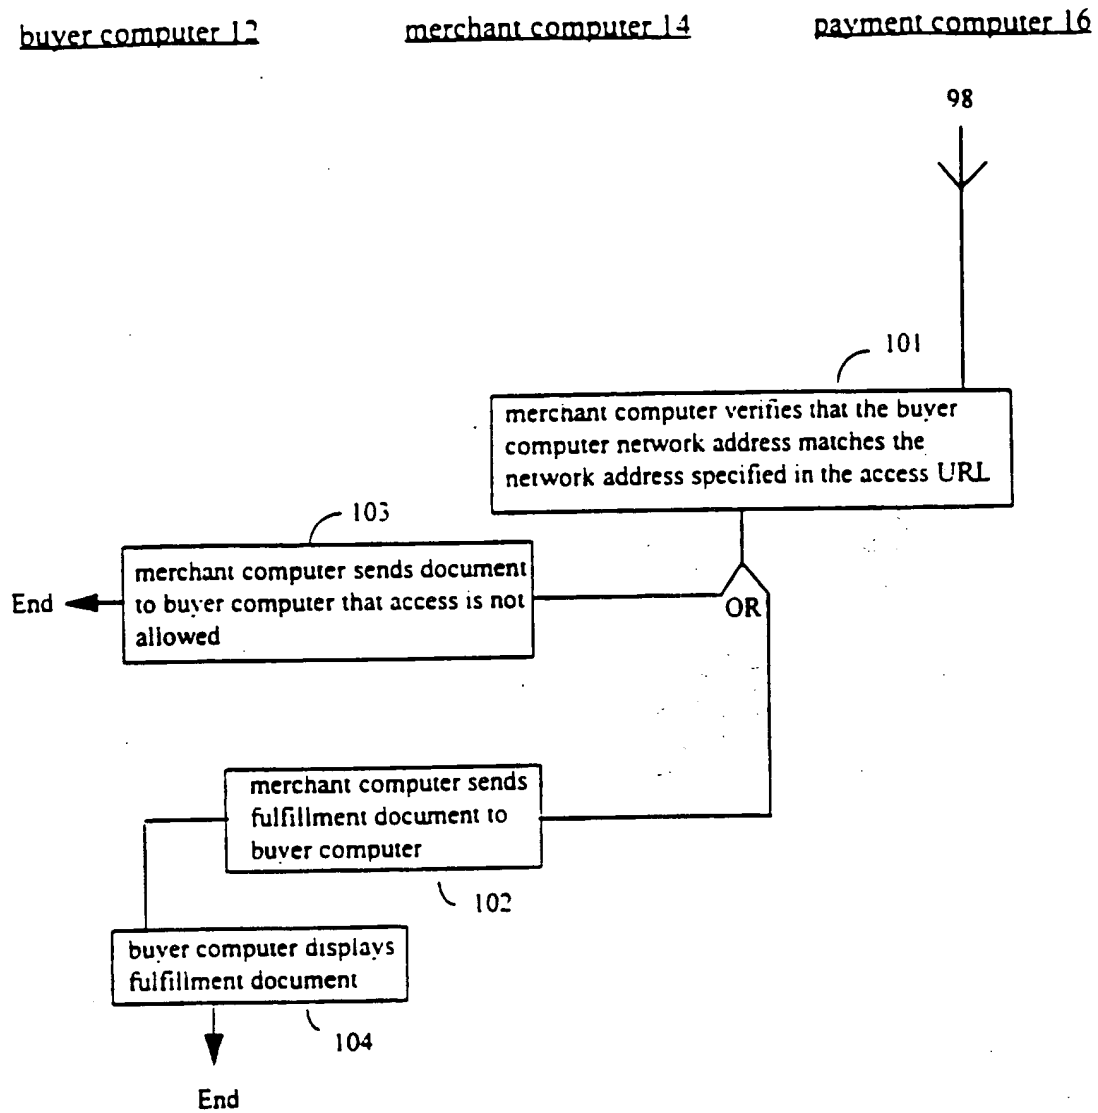 buyer computer 12
merchant computer 14
payment computer 16
98
101
merchant computer verifies that the buyer
computer network address matches the
network address specified in the access URL
103
merchant computer sends document
to buyer computer that access is not
allowed
End
OR
merchant computer sends
fulfillment document to
buyer computer
102
buyer computer displays
fulfillment document
104
End